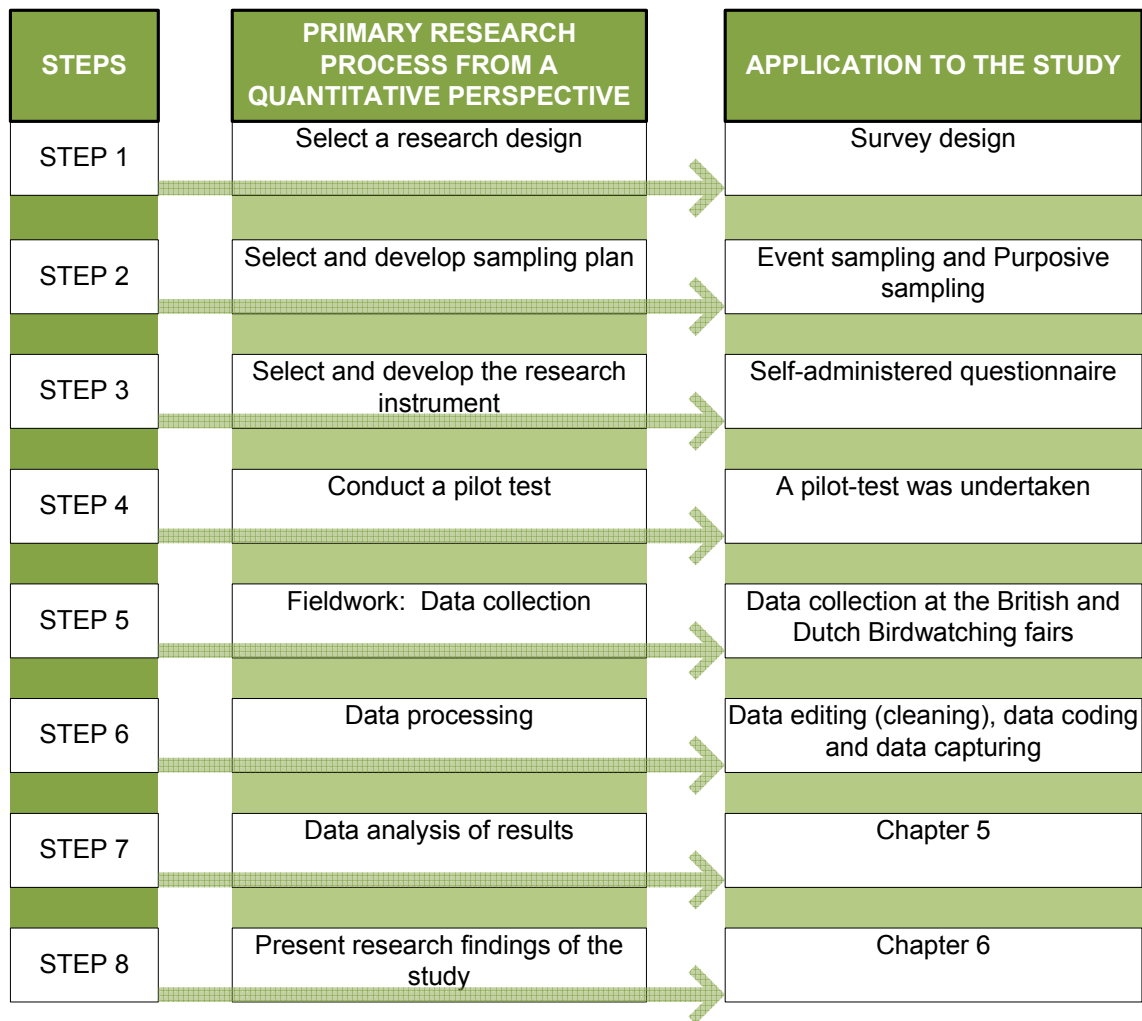 STEPS
PRIMARY RESEARCH
PROCESS FROM A
QUANTITATIVE PERSPECTIVE
APPLICATION TO THE STUDY
STEP 1
Select a research design
Survey design
STEP 2
Select and develop sampling plan
Event sampling and Purposive
sampling
STEP 3
Select and develop the research
instrument
Self-administered questionnaire
STEP 4
Conduct a pilot test
A pilot-test was undertaken
STEP 5
Fieldwork: Data collection
Data collection at the British and
Dutch Birdwatching fairs
STEP 6
Data processing
Data editing (cleaning), data coding
and data capturing
STEP 7
Data analysis of results
Chapter 5
STEP 8
Present research findings of the
study
Chapter 6